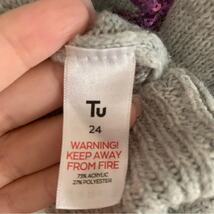 Tu
24
WARNING!
KEEP AWAY
FROM FIRE
73% ACRYLIC
27% POLYESTER